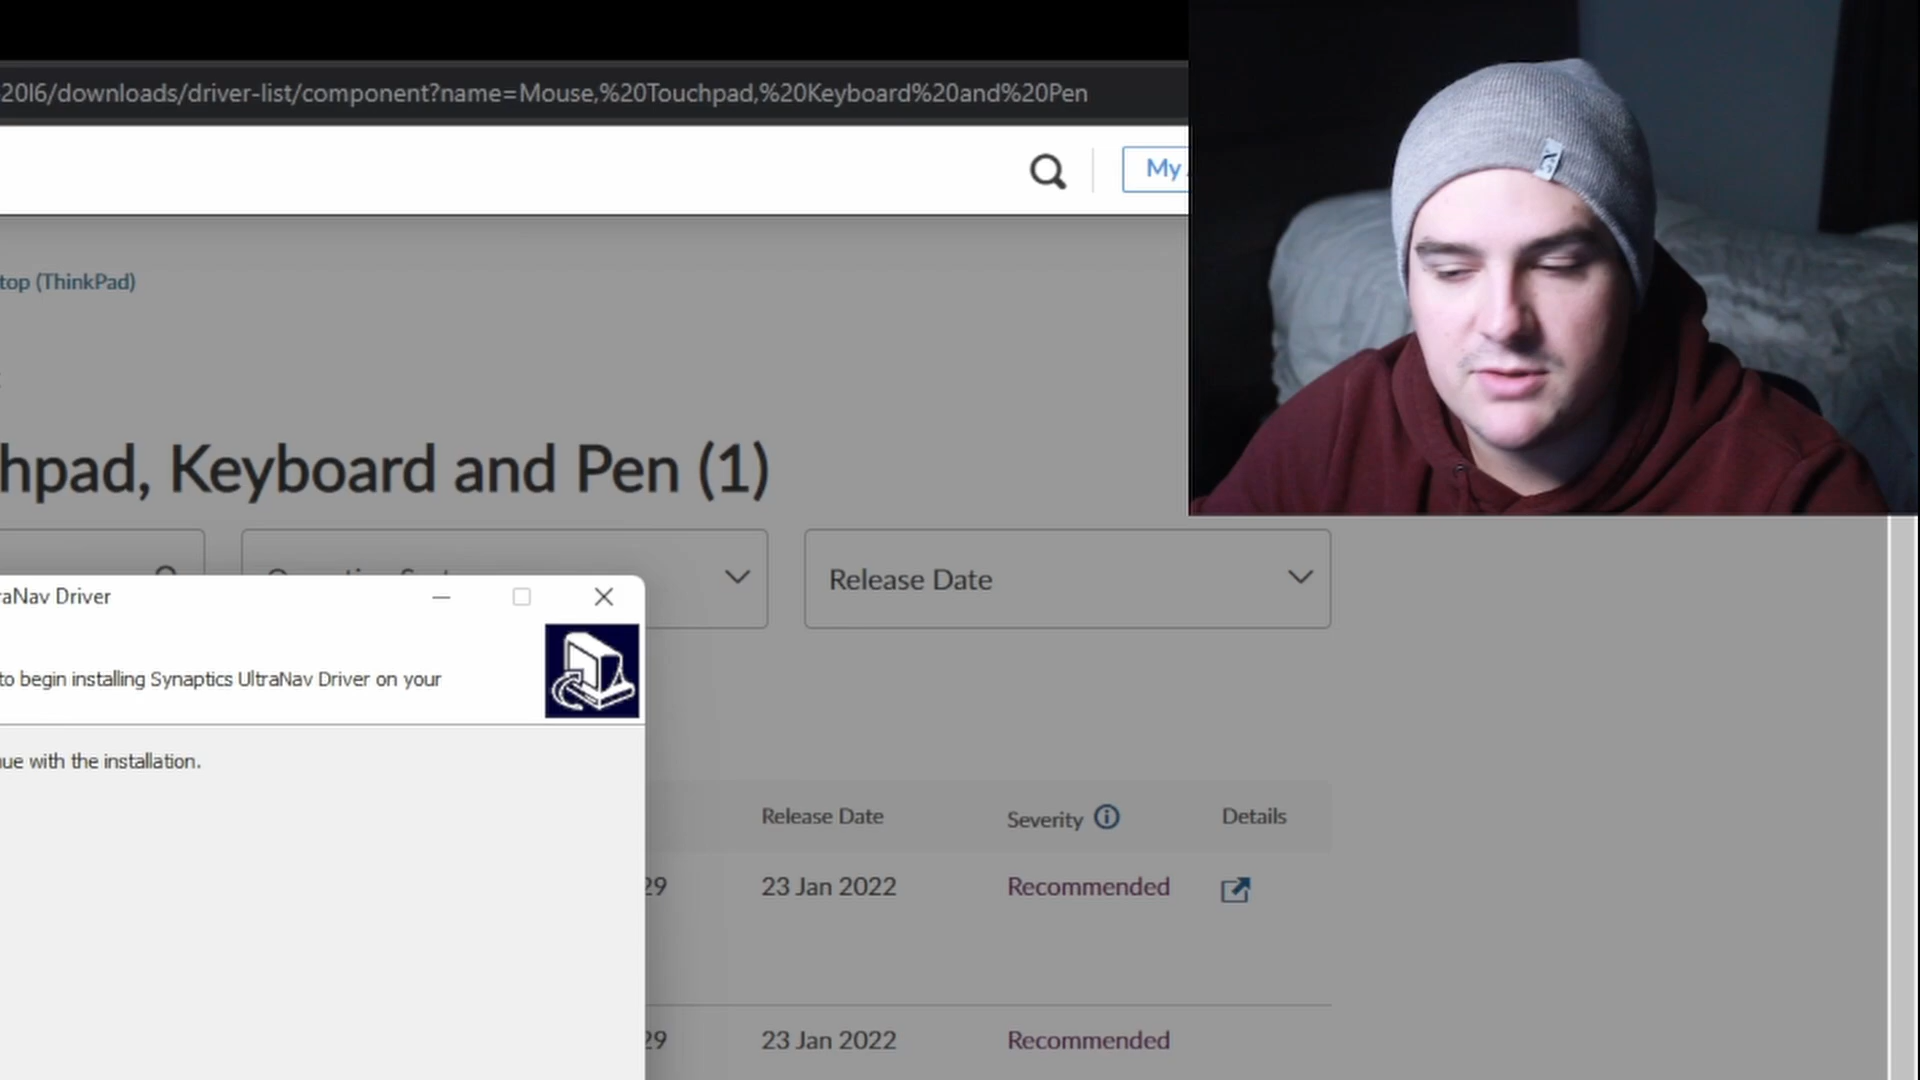 20I6/downloads/driver-list/component?name=Mouse,%20Touchpad,%20Keyboard%20and%20Pen
My
top (ThinkPad)
hpad, Keyboard and Pen (1)
Release Date
raNav Driver
to begin installing Synaptics UltraNav Driver on your
ue with the installation.
Release Date Severity Details
29 23 Jan 2022 Recommended
29 23 Jan 2022 Recommended